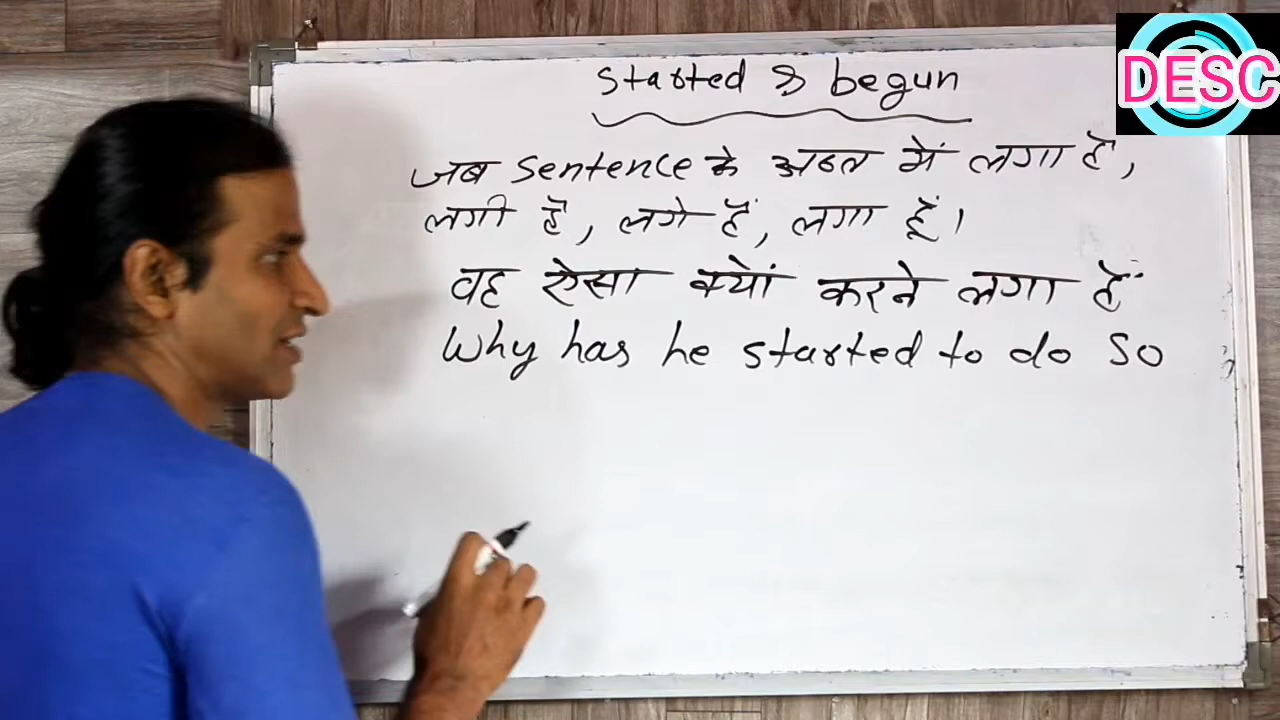 DESC
Started & begun
जब Sentence के अन्त में लगा है,
लगी है, लगे हैं, लगा हूं।
वह ऐसा क्यों करने लगा है
Why has he started to do so